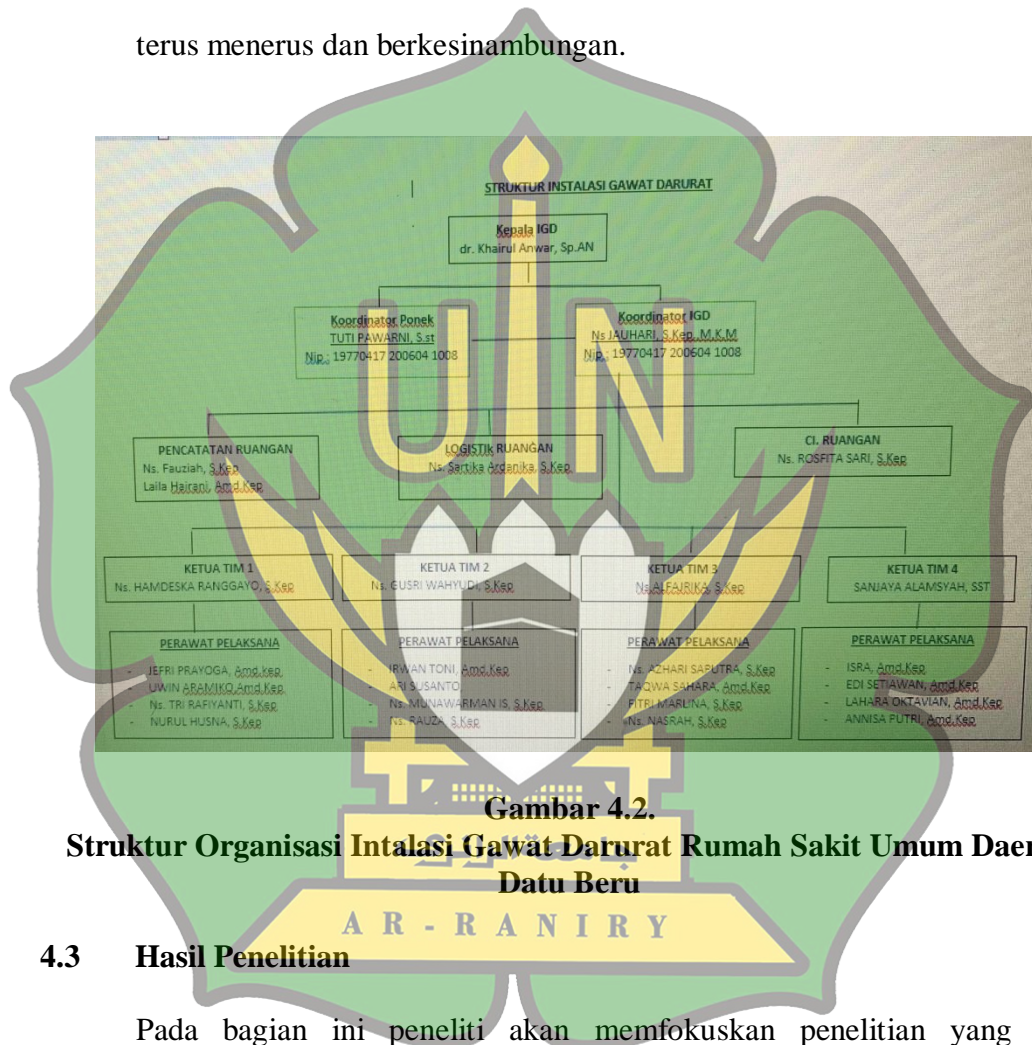 terus menerus dan berkesinambungan.
STRUKTUR INSTALASI GAWAT DARURAT
Kepala IGD
dr. Khairul Anwar, Sp.AN
Koordinator Ponek
TUTI PAWARNI, S.st
Nip : 19770417 200604 1008
Koordinator IGD
Ns JAUHARI, S.Kep.,M.K.M
Nip : 19770417 200604 1008
PENCATATAN RUANGAN
Ns. Fauziah, S.Kep
Laila Hairani, Amd.Kep
LOGISTIK RUANGAN
Ns. Sartika Ardanika, S.Kep
CI. RUANGAN
Ns. ROSFITA SARI, S.Kep
KETUA TIM 1
Ns. HAMDESKA RANGGAYO, S.Kep
KETUA TIM 2
Ns. GUSRI WAHYUDI, S.Kep
KETUA TIM 3
Ns.ALFAJRIKA, S.Kep
KETUA TIM 4
SANJAYA ALAMSYAH, SST
PERAWAT PELAKSANA
- JEFRI PRAYOGA, Amd.kep
- UWIN ARAMIKO,Amd.Kep
- Ns. TRI RAFIYANTI, S.Kep
- NURUL HUSNA, S.Kep
PERAWAT PELAKSANA
- IRWAN TONI, Amd.Kep
- ARI SUSANTO
- Ns. MUNAWARMAN IS, S.Kep
- Ns. RAUZA, S.Kep
PERAWAT PELAKSANA
- Ns. AZHARI SAPUTRA, S.Kep
- TAQWA SAHARA, Amd.Kep
- FITRI MARLINA, S.Kep
- Ns. NASRAH, S.Kep
PERAWAT PELAKSANA
- ISRA, Amd.Kep
- EDI SETIAWAN, Amd.Kep
- LAHARA OKTAVIAN, Amd.Kep
- ANNISA PUTRI, Amd.Kep
UIN
Gambar 4.2.
Struktur Organisasi Intalasi Gawat Darurat Rumah Sakit Umum Daer
Datu Beru
جامعة الرانري
AR-RANIRY
4.3 Hasil Penelitian
Pada bagian ini peneliti akan memfokuskan penelitian yang